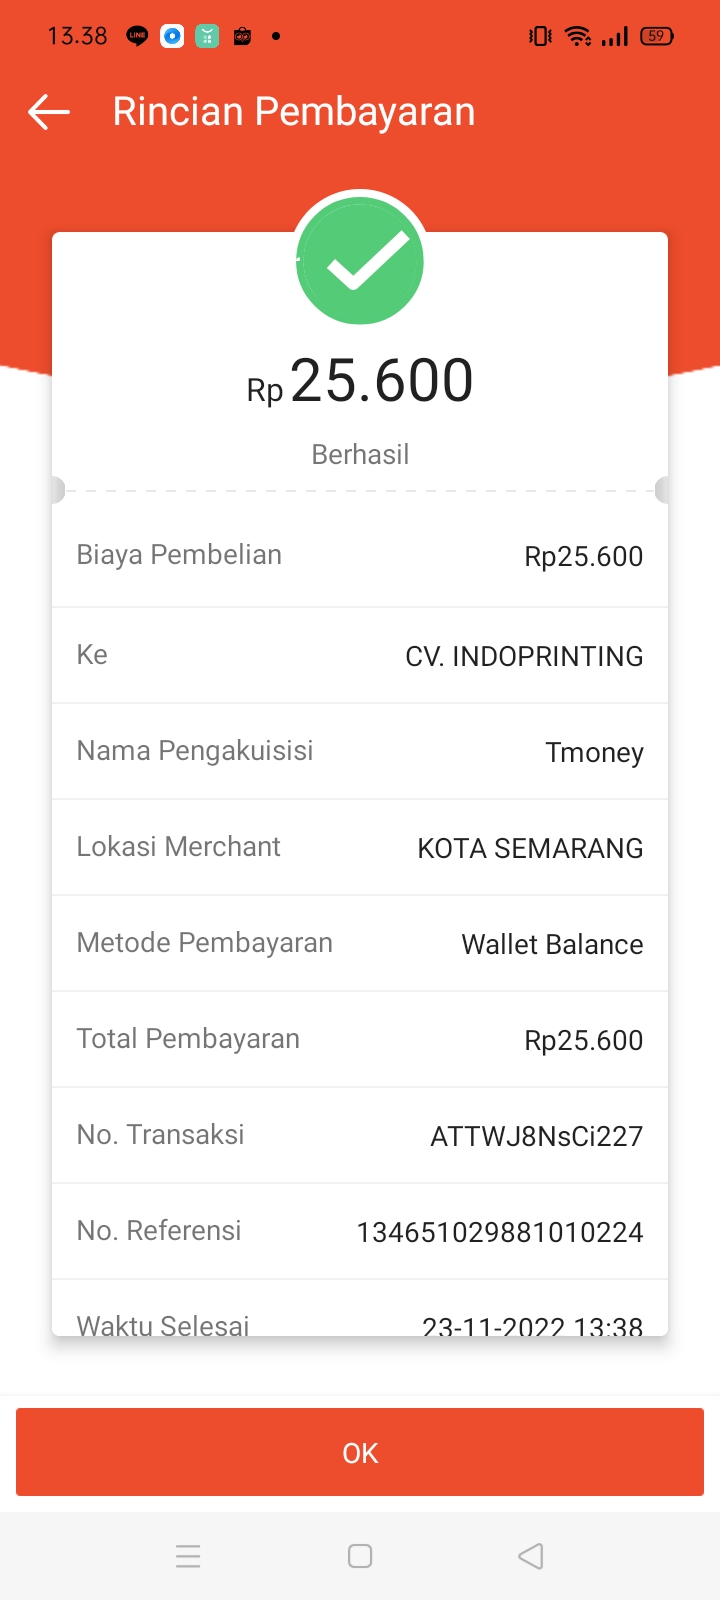 13.38
LINE
59
Rincian Pembayaran
Rp25.600
Berhasil
Biaya Pembelian Rp25.600
Ke CV. INDOPRINTING
Nama Pengakuisisi Tmoney
Lokasi Merchant KOTA SEMARANG
Metode Pembayaran Wallet Balance
Total Pembayaran Rp25.600
No. Transaksi ATTWJ8NsCi227
No. Referensi 134651029881010224
Waktu Selesai 23-11-2022 13:38
OK